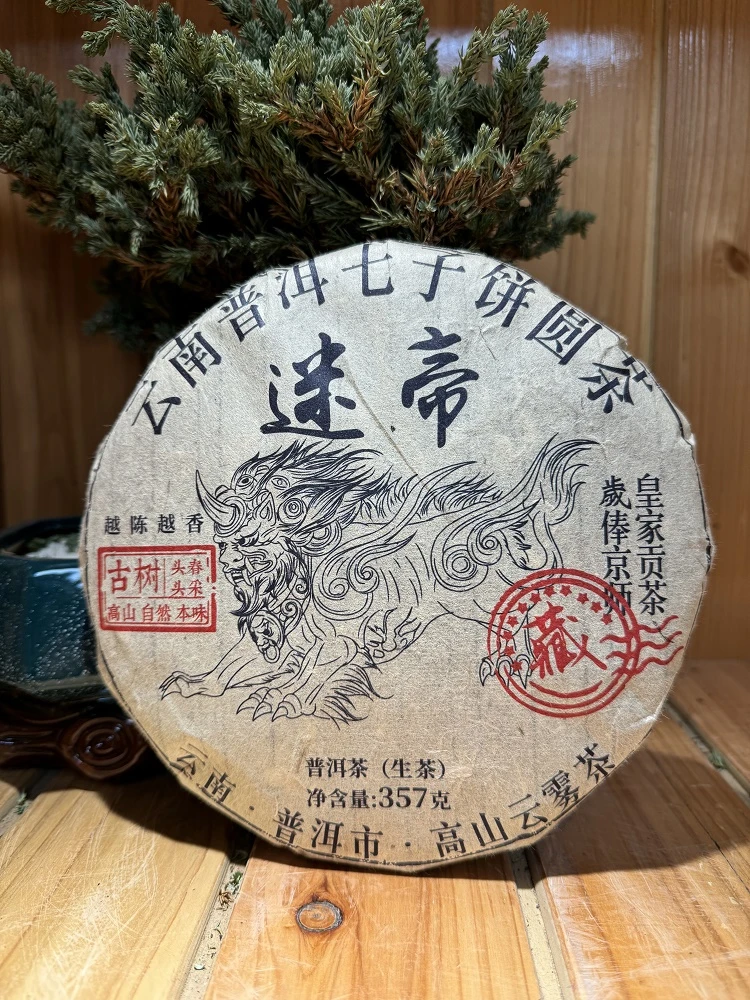 云南普洱七子饼圆茶
迷帝
越陈越香
古树
头春
头采
高山 自然 本味
皇家贡茶
歲俸京师
藏
普洱茶（生茶）
净含量:357克
云南·普洱市·高山云雾茶